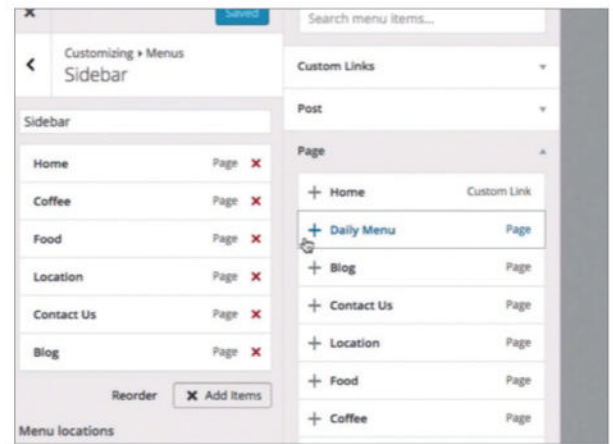 Saved
Customizing ▸ Menus
Sidebar
Sidebar
Home Page
Coffee Page
Food Page
Location Page
Contact Us Page
Blog Page
Reorder Add Items
Menu locations
Search menu items...
Custom Links
Post
Page
Home Custom Link
Daily Menu Page
Blog Page
Contact Us Page
Location Page
Food Page
Coffee Page